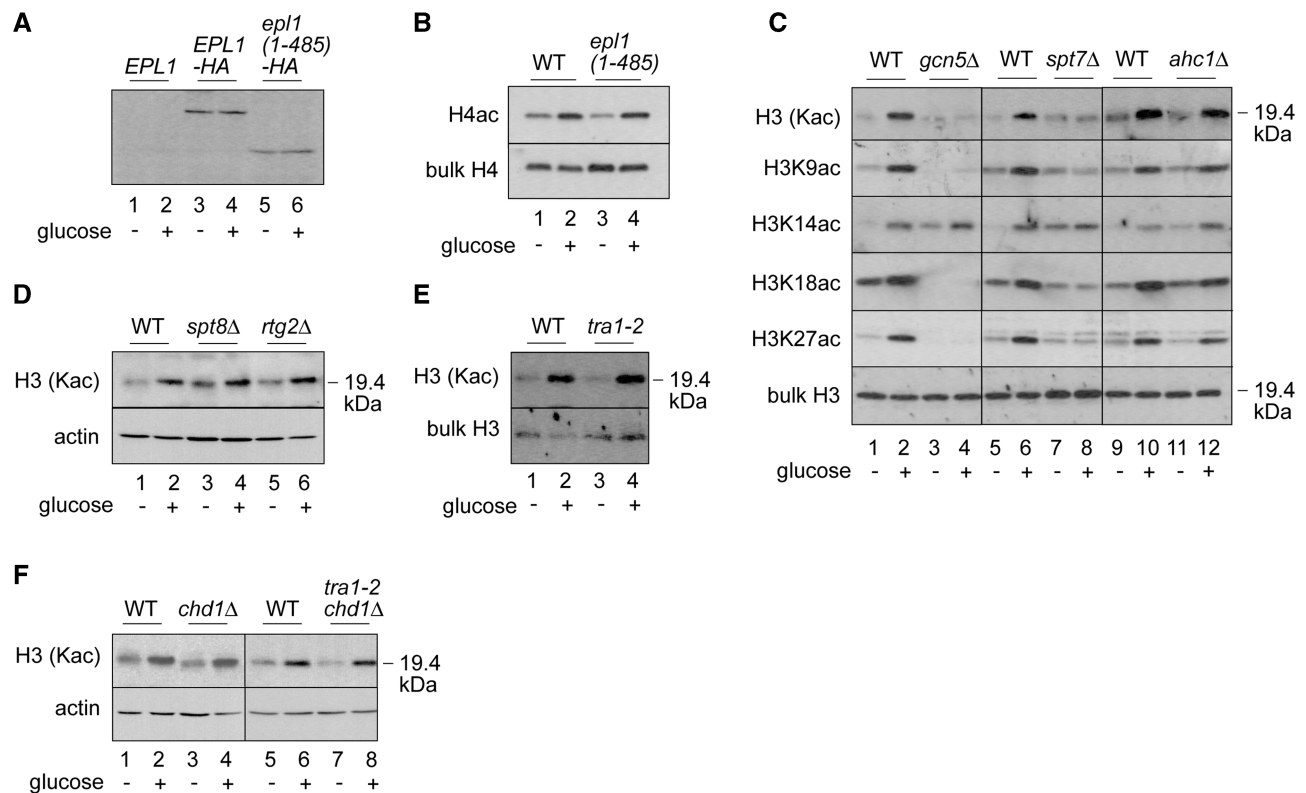 A
EPL1
EPL1
-HA
epl1
(1-485)
-HA
1 2 3 4 5 6
glucose - + - + - +
B
WT
epl1
(1-485)
H4ac
bulk H4
1 2 3 4
glucose - + - +
C
WT gcn5Δ WT spt7Δ WT ahc1Δ
H3 (Kac)
– 19.4
kDa
H3K9ac
H3K14ac
H3K18ac
H3K27ac
bulk H3
– 19.4
kDa
1 2 3 4 5 6 7 8 9 10 11 12
glucose - + - + - + - + - + - +
D
WT spt8Δ rtg2Δ
H3 (Kac)
– 19.4
kDa
actin
1 2 3 4 5 6
glucose - + - + - +
E
WT tra1-2
H3 (Kac)
– 19.4
kDa
bulk H3
1 2 3 4
glucose - + - +
F
WT chd1Δ WT
tra1-2
chd1Δ
H3 (Kac)
– 19.4
kDa
actin
1 2 3 4 5 6 7 8
glucose - + - + - + - +